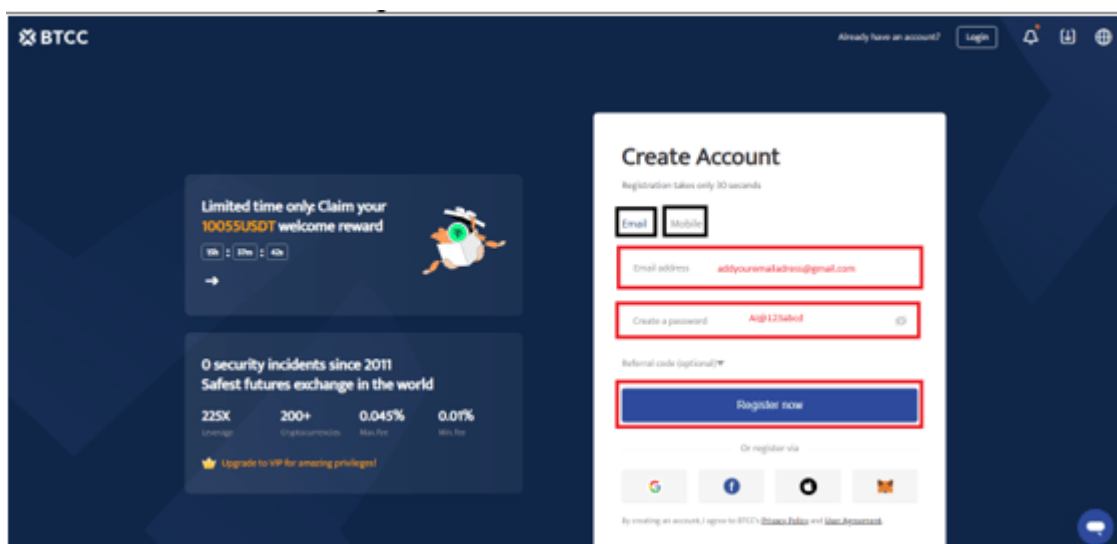 BTCC
Already have an account? Login
Create Account
Registration takes only 30 seconds
Email Mobile
Email address addyouremailadress@gmail.com
Create a password
Referral code (optional)
Register now
Or register via
By creating an account, I agree to BTCC's Privacy Policy and User Agreement.
Limited time only: Claim your
10055USDT welcome reward
15h : 37m : 42s
0 security incidents since 2011
Safest futures exchange in the world
225X 200+ 0.045% 0.01%
Leverage Cryptocurrencies Max.fee Min.fee
Upgrade to VIP for amazing privileges!